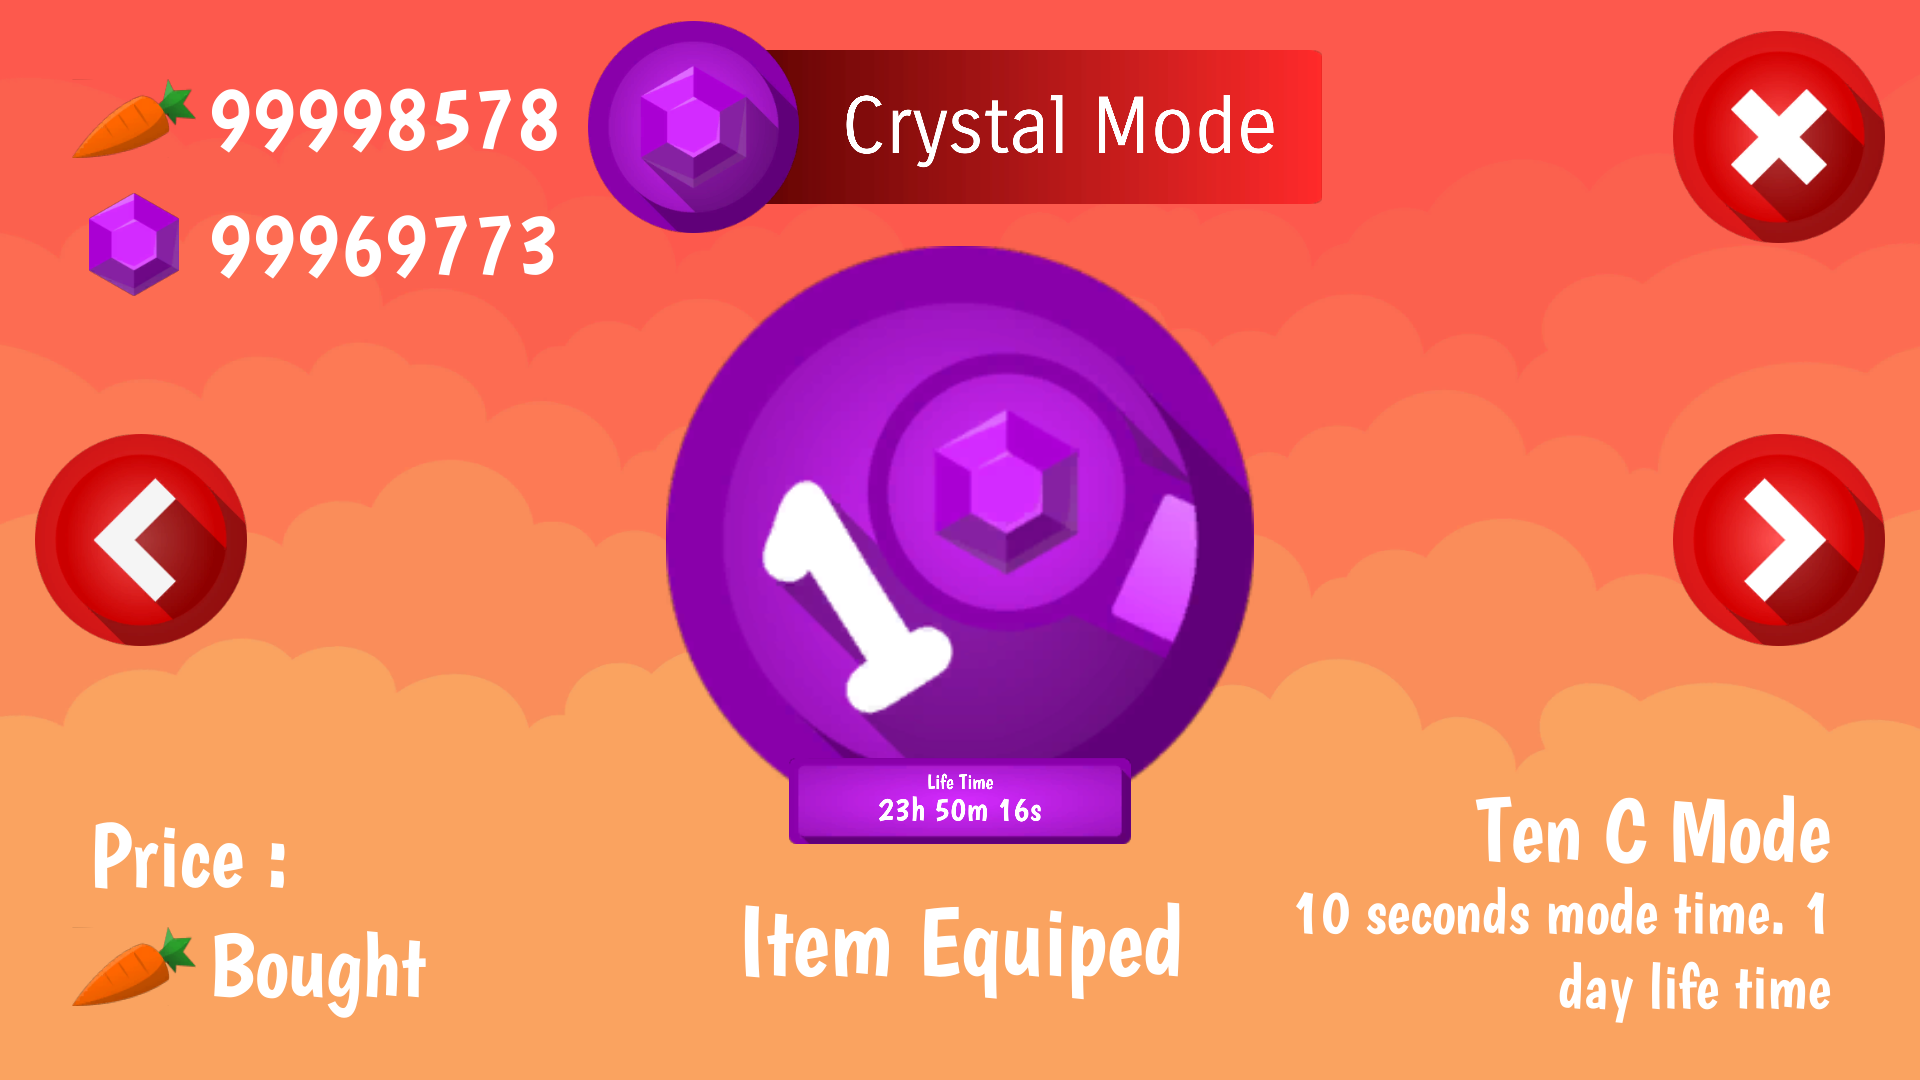 99998578
Crystal Mode
99969773
1
Life Time
23h 50m 16s
Price :
Bought
Item Equiped
Ten C Mode
10 seconds mode time. 1
day life time